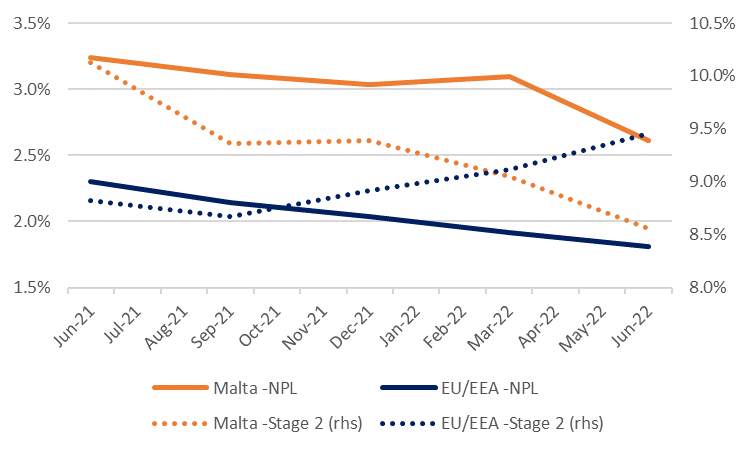 3.5%
3.0%
2.5%
2.0%
1.5%
10.5%
10.0%
9.5%
9.0%
8.5%
8.0%
Jun-21
Jul-21
Aug-21
Sep-21
Oct-21
Nov-21
Dec-21
Jan-22
Feb-22
Mar-22
Apr-22
May-22
Jun-22
Malta -NPL
EU/EEA -NPL
Malta -Stage 2 (rhs)
EU/EEA -Stage 2 (rhs)